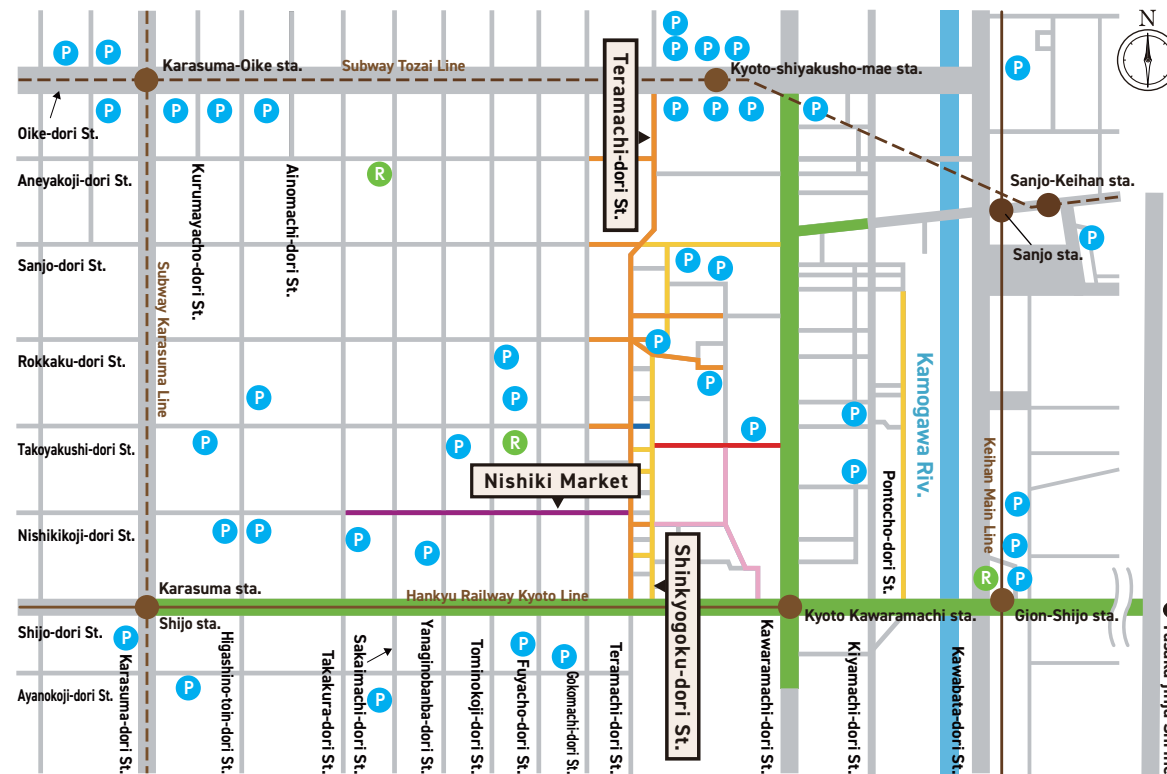 N
P
P
P
P
P
P
Karasuma-Oike sta.
Subway Tozai Line
Kyoto-shiyakusho-mae sta.
P
P
P
P
P
P
P
P
P
P
P
Oike-dori St.
Teramachi-dori St.
Aneyakoji-dori St.
Kurumayacho-dori St.
Ainomachi-dori St.
R
Sanjo-Keihan sta.
Sanjo sta.
P
Sanjo-dori St.
Subway Karasuma Line
P
P
Rokkaku-dori St.
P
P
P
P
P
Kamogawa Riv.
Takoyakushi-dori St.
P
P
R
P
P
P
Nishiki Market
Pontocho-dori St.
Keihan Main Line
Nishikikoji-dori St.
P
P
P
P
P
P
R
P
Shinkyogoku-dori St.
Karasuma sta.
Hankyu Railway Kyoto Line
Shijo sta.
Kyoto Kawaramachi sta.
Gion-Shijo sta.
Shijo-dori St.
P
Karasuma-dori St.
Higashino-toin-dori St.
Takakura-dori St.
Sakaimachi-dori St.
Yanaginobanba-dori St.
Tominokoji-dori St.
Fuyacho-dori St.
Gokomachi-dori St.
Teramachi-dori St.
Kawaramachi-dori St.
Kiyamachi-dori St.
Kawabata-dori St.
P
P
Ayanokoji-dori St.
P
P